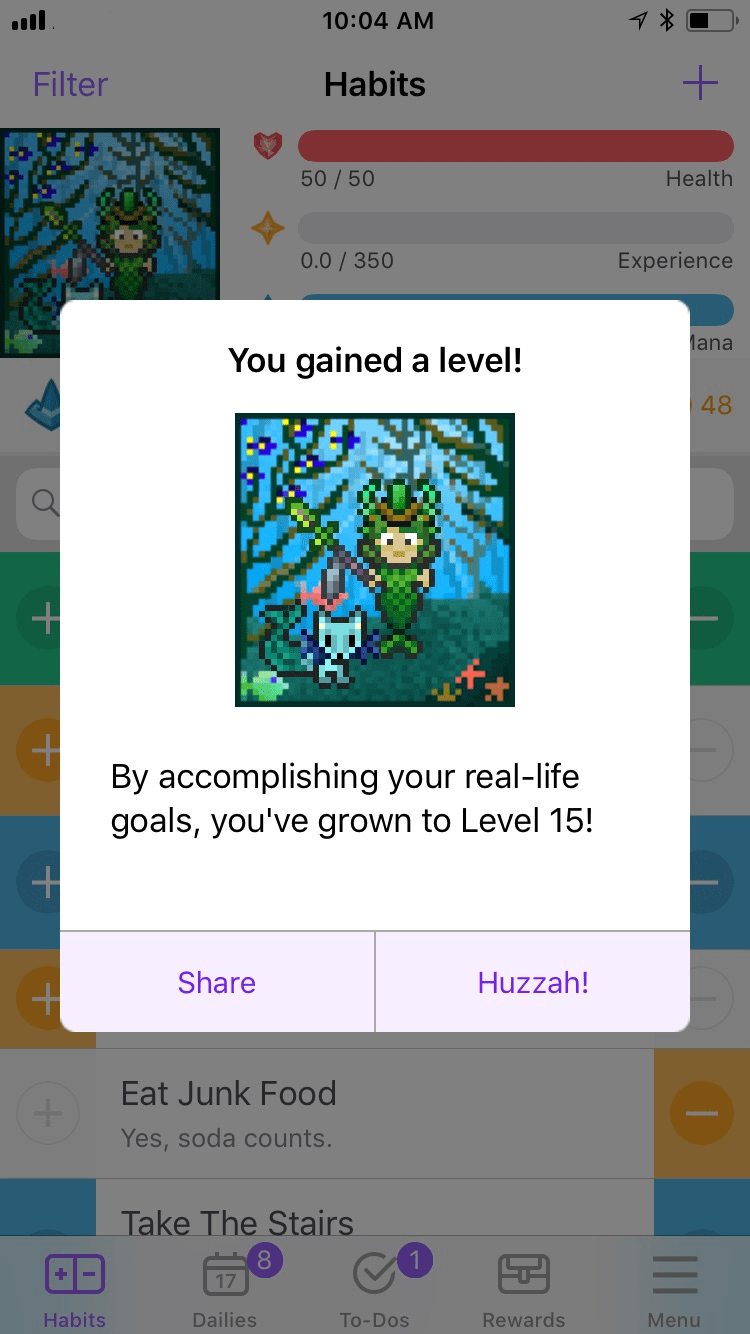 10:04 AM
Filter
Habits
50 / 50
Health
0.0 / 350
Experience
48
You gained a level!
By accomplishing your real-life
goals, you've grown to Level 15!
Share
Huzzah!
Eat Junk Food
Yes, soda counts.
Take The Stairs
17
8
1
Habits
Dailies
To-Dos
Rewards
Menu